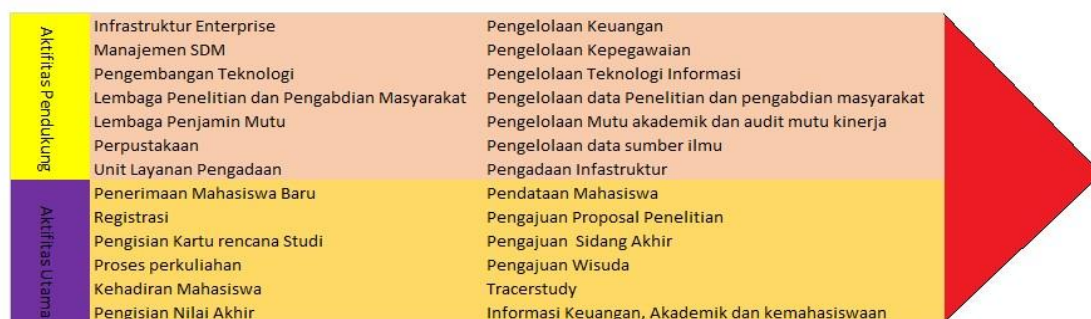 Aktifitas Pendukung
Infrastruktur Enterprise Pengelolaan Keuangan
Manajemen SDM Pengelolaan Kepegawaian
Pengembangan Teknologi Pengelolaan Teknologi Informasi
Lembaga Penelitian dan Pengabdian Masyarakat Pengelolaan data Penelitian dan pengabdian masyarakat
Lembaga Penjamin Mutu Pengelolaan Mutu akademik dan audit mutu kinerja
Perpustakaan Pengelolaan data sumber ilmu
Unit Layanan Pengadaan Pengadaan Infastruktur
Aktifitas Utama
Penerimaan Mahasiswa Baru Pendataan Mahasiswa
Registrasi Pengajuan Proposal Penelitian
Pengisian Kartu rencana Studi Pengajuan Sidang Akhir
Proses perkuliahan Pengajuan Wisuda
Kehadiran Mahasiswa Tracerstudy
Pengisian Nilai Akhir Informasi Keuangan, Akademik dan kemahasiswaan